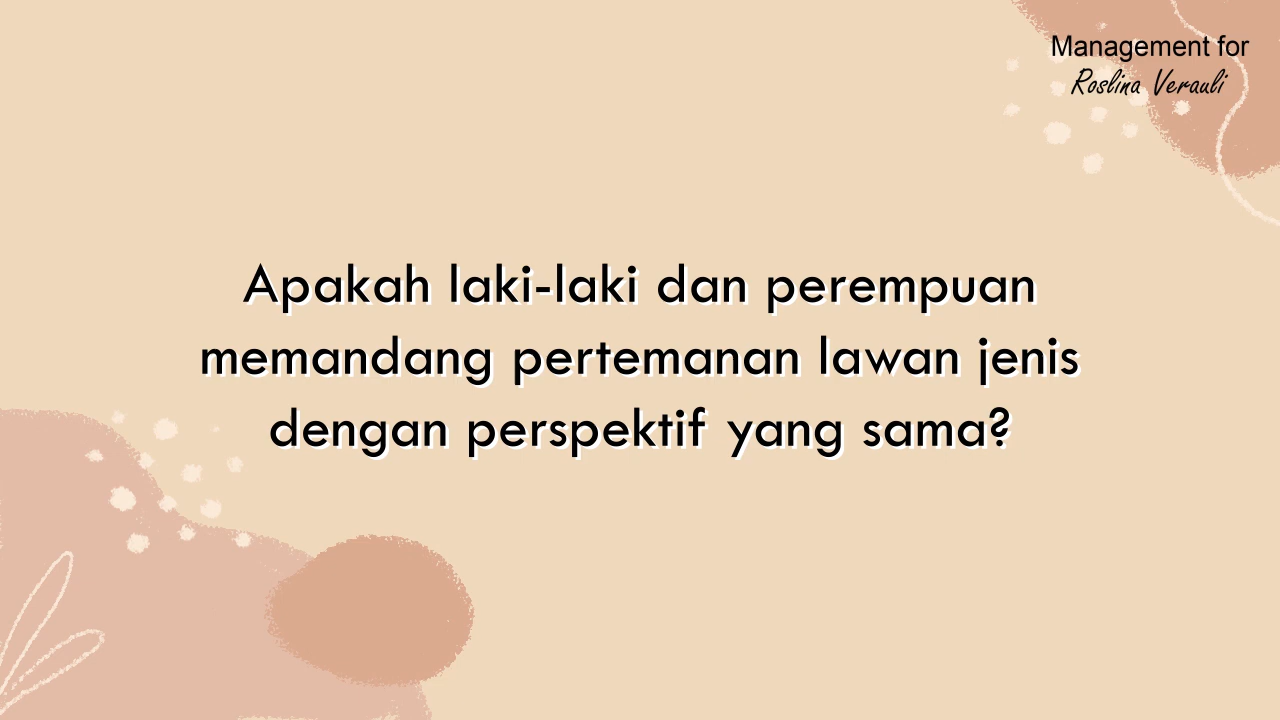 Management for
Roslina Verauli
Apakah laki-laki dan perempuan
memandang pertemanan lawan jenis
dengan perspektif yang sama?